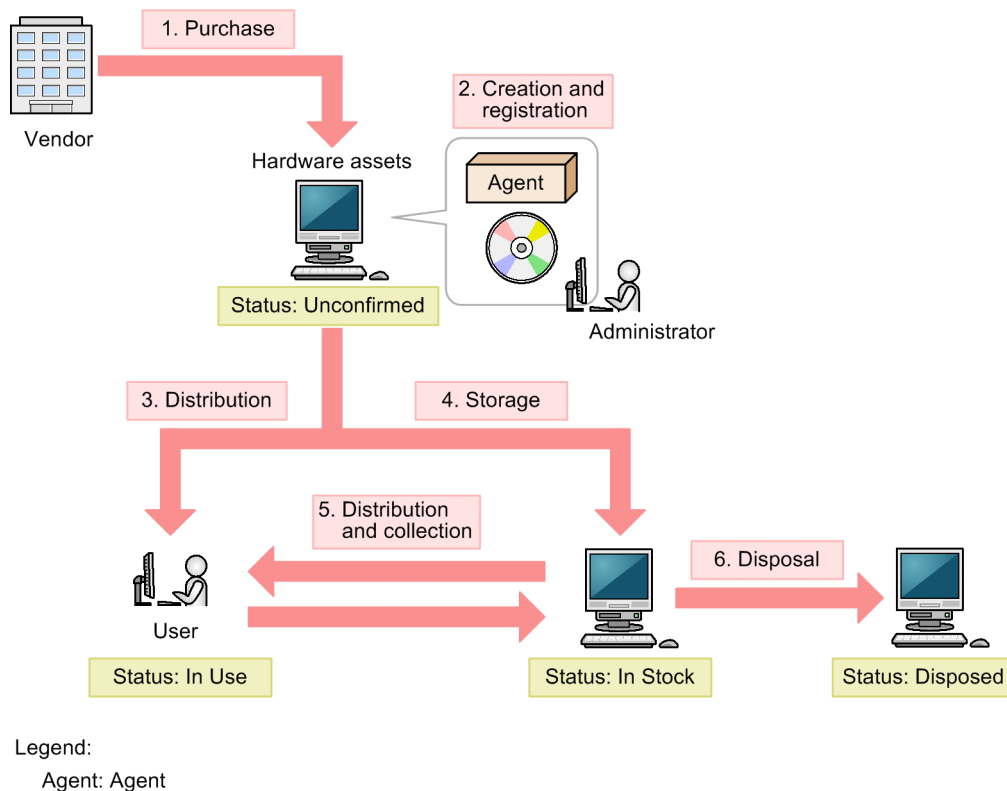 1. Purchase
Vendor
2. Creation and
registration
Hardware assets
Agent
Status: Unconfirmed
Administrator
3. Distribution
4. Storage
5. Distribution
and collection
6. Disposal
User
Status: In Use
Status: In Stock
Status: Disposed
Legend:
Agent: Agent